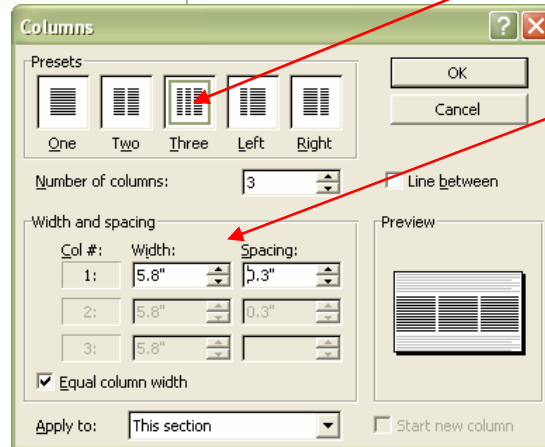 Columns
Presets
One Two Three Left Right
OK
Cancel
Number of columns: 3
Line between
Width and spacing
Col #: Width: Spacing:
1: 5.8" 0.3"
2: 5.8" 0.3"
3: 5.8"
Equal column width
Preview
Apply to: This section
Start new column